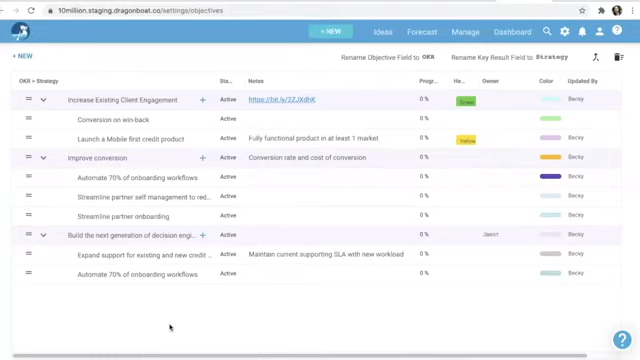 10million.staging.dragonboat.co/settings/objectives
+ NEW Ideas Forecast Manage Dashboard
+ NEW Rename Objective Field to OKR Rename Key Result Field to Strategy
OKR > Strategy Sta... Notes Progr... He... Owner Color Updated By
Increase Existing Client Engagement + Active https://bit.ly/2ZJXdhK 0 % Green Becky
Conversion on win-back Active 0 % Becky
Launch a Mobile first credit product Active Fully functional product in at least 1 market 0 % Yellow Becky
Improve conversion + Active Conversion rate and cost of conversion 0 % Becky
Automate 70% of onboarding workflows Active 0 % Becky
Streamline partner self management to red... Active 0 % Becky
Streamline partner onboarding Active 0 % Becky
Build the next generation of decision engi... + Active 0 % Jason Becky
Expand support for existing and new credit ... Active Maintain current supporting SLA with new workload 0 % Becky
Automate 70% of onboarding workflows Active 0 % Becky
?